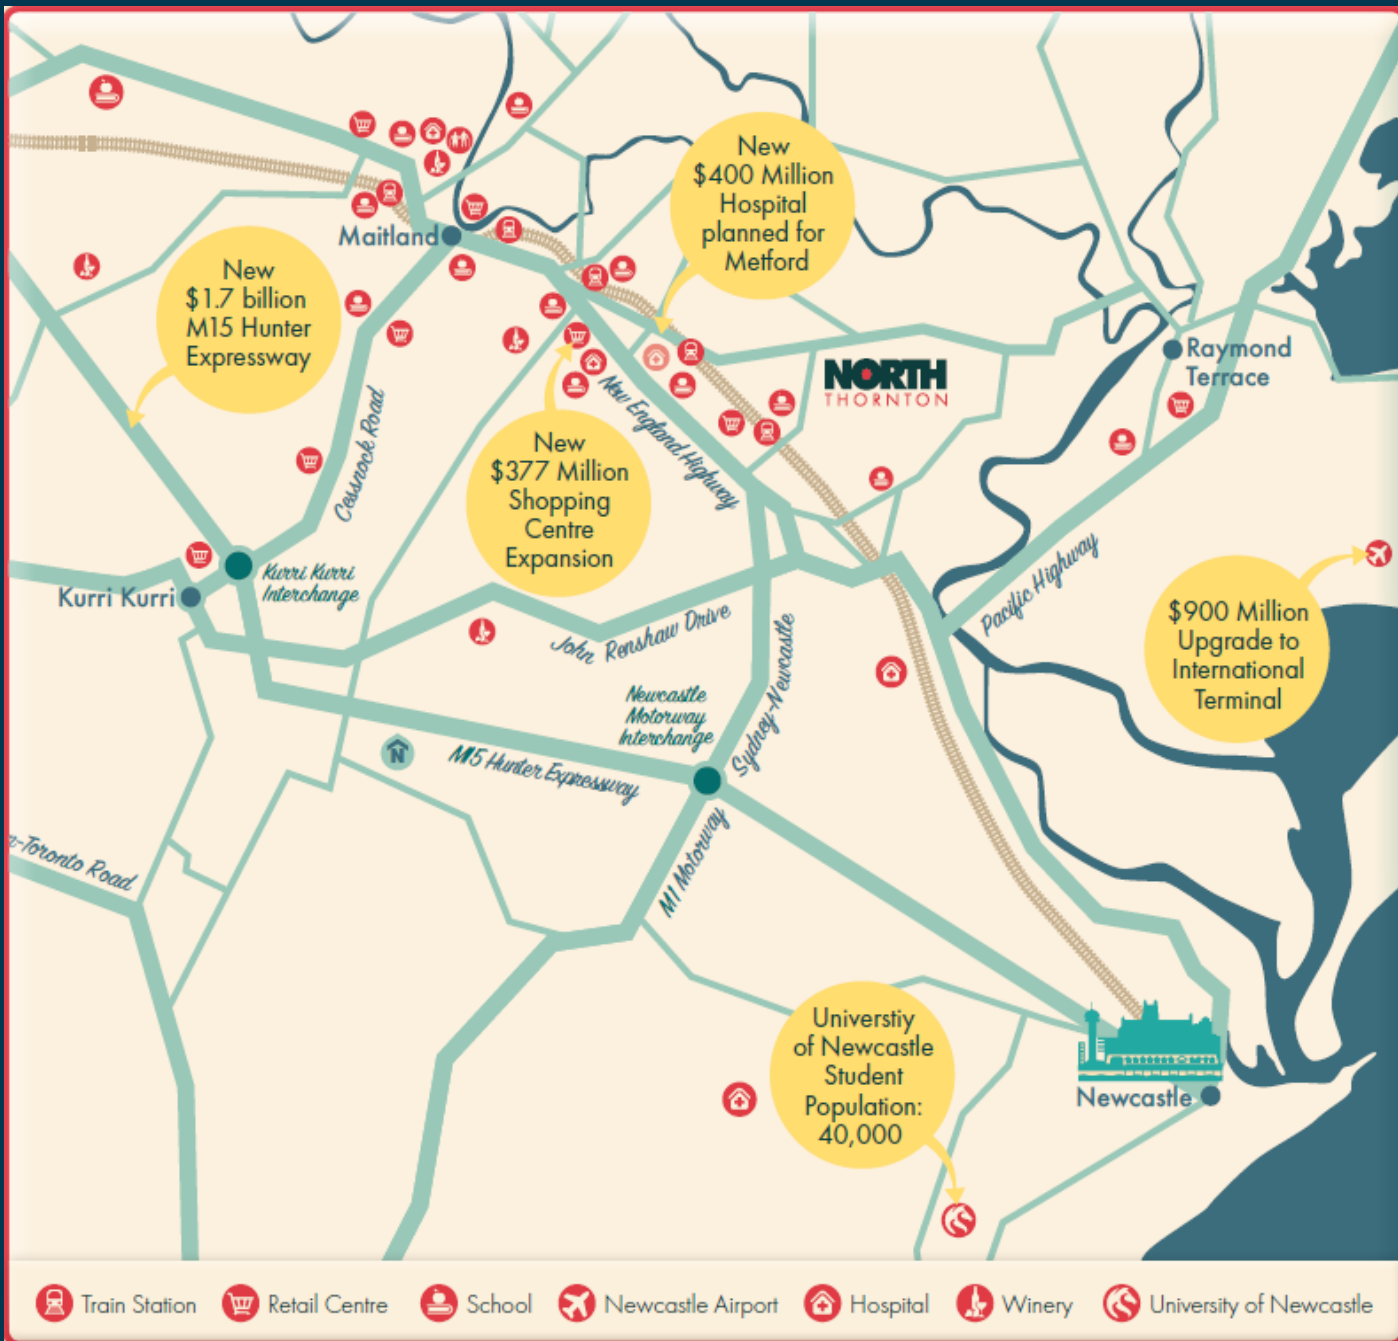 New
$400 Million
Hospital
planned for
Metford
Maitland
New
$1.7 billion
M15 Hunter
Expressway
Raymond
Terrace
NORTH
THORNTON
New England Highway
Cessnock Road
New
$377 Million
Shopping
Centre
Expansion
Kurri Kurri
Interchange
Kurri Kurri
Pacific Highway
$900 Million
Upgrade to
International
Terminal
John Renshaw Drive
Sydney-Newcastle
Newcastle
Motorway
Interchange
N
M15 Hunter Expressway
M1 Motorway
-Toronto Road
Universtiy
of Newcastle
Student
Population:
40,000
Newcastle
Train Station
Retail Centre
School
Newcastle Airport
Hospital
Winery
University of Newcastle